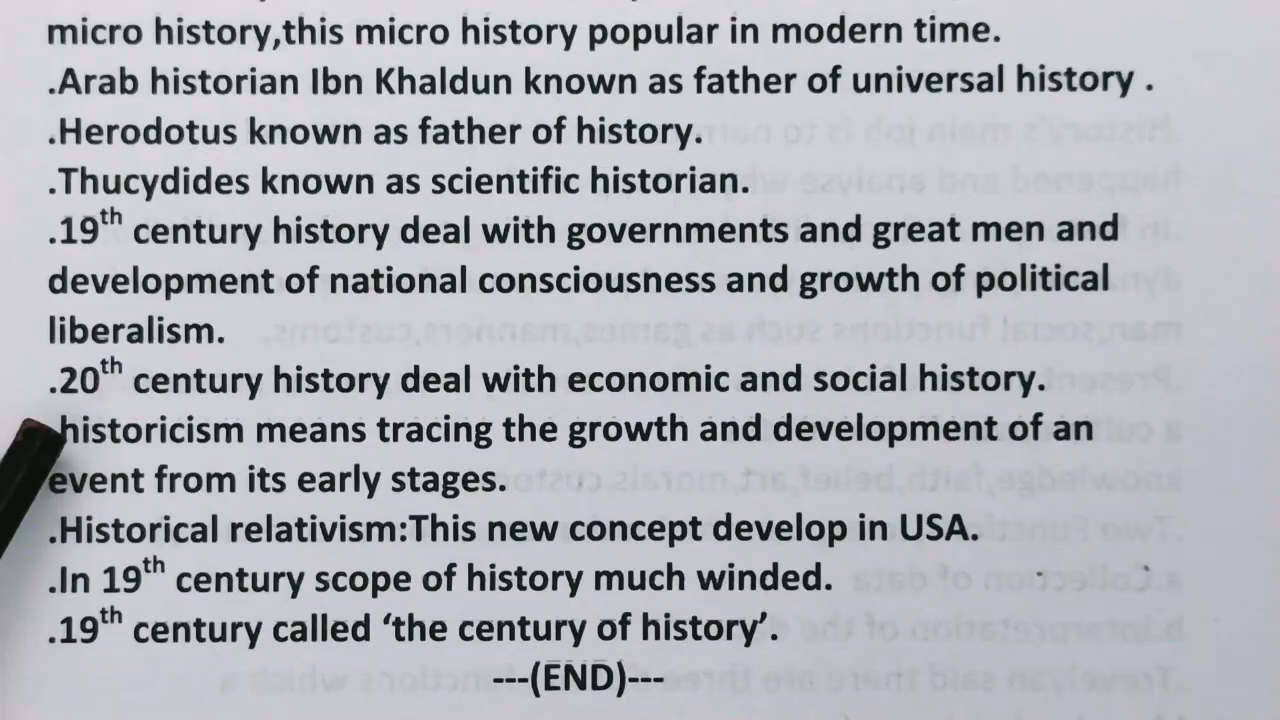 micro history,this micro history popular in modern time.
.Arab historian Ibn Khaldun known as father of universal history .
.Herodotus known as father of history.
.Thucydides known as scientific historian.
.19th century history deal with governments and great men and
development of national consciousness and growth of political
liberalism.
.20th century history deal with economic and social history.
.historicism means tracing the growth and development of an
event from its early stages.
.Historical relativism:This new concept develop in USA.
.In 19th century scope of history much winded.
.19th century called ‘the century of history’.
---(END)---